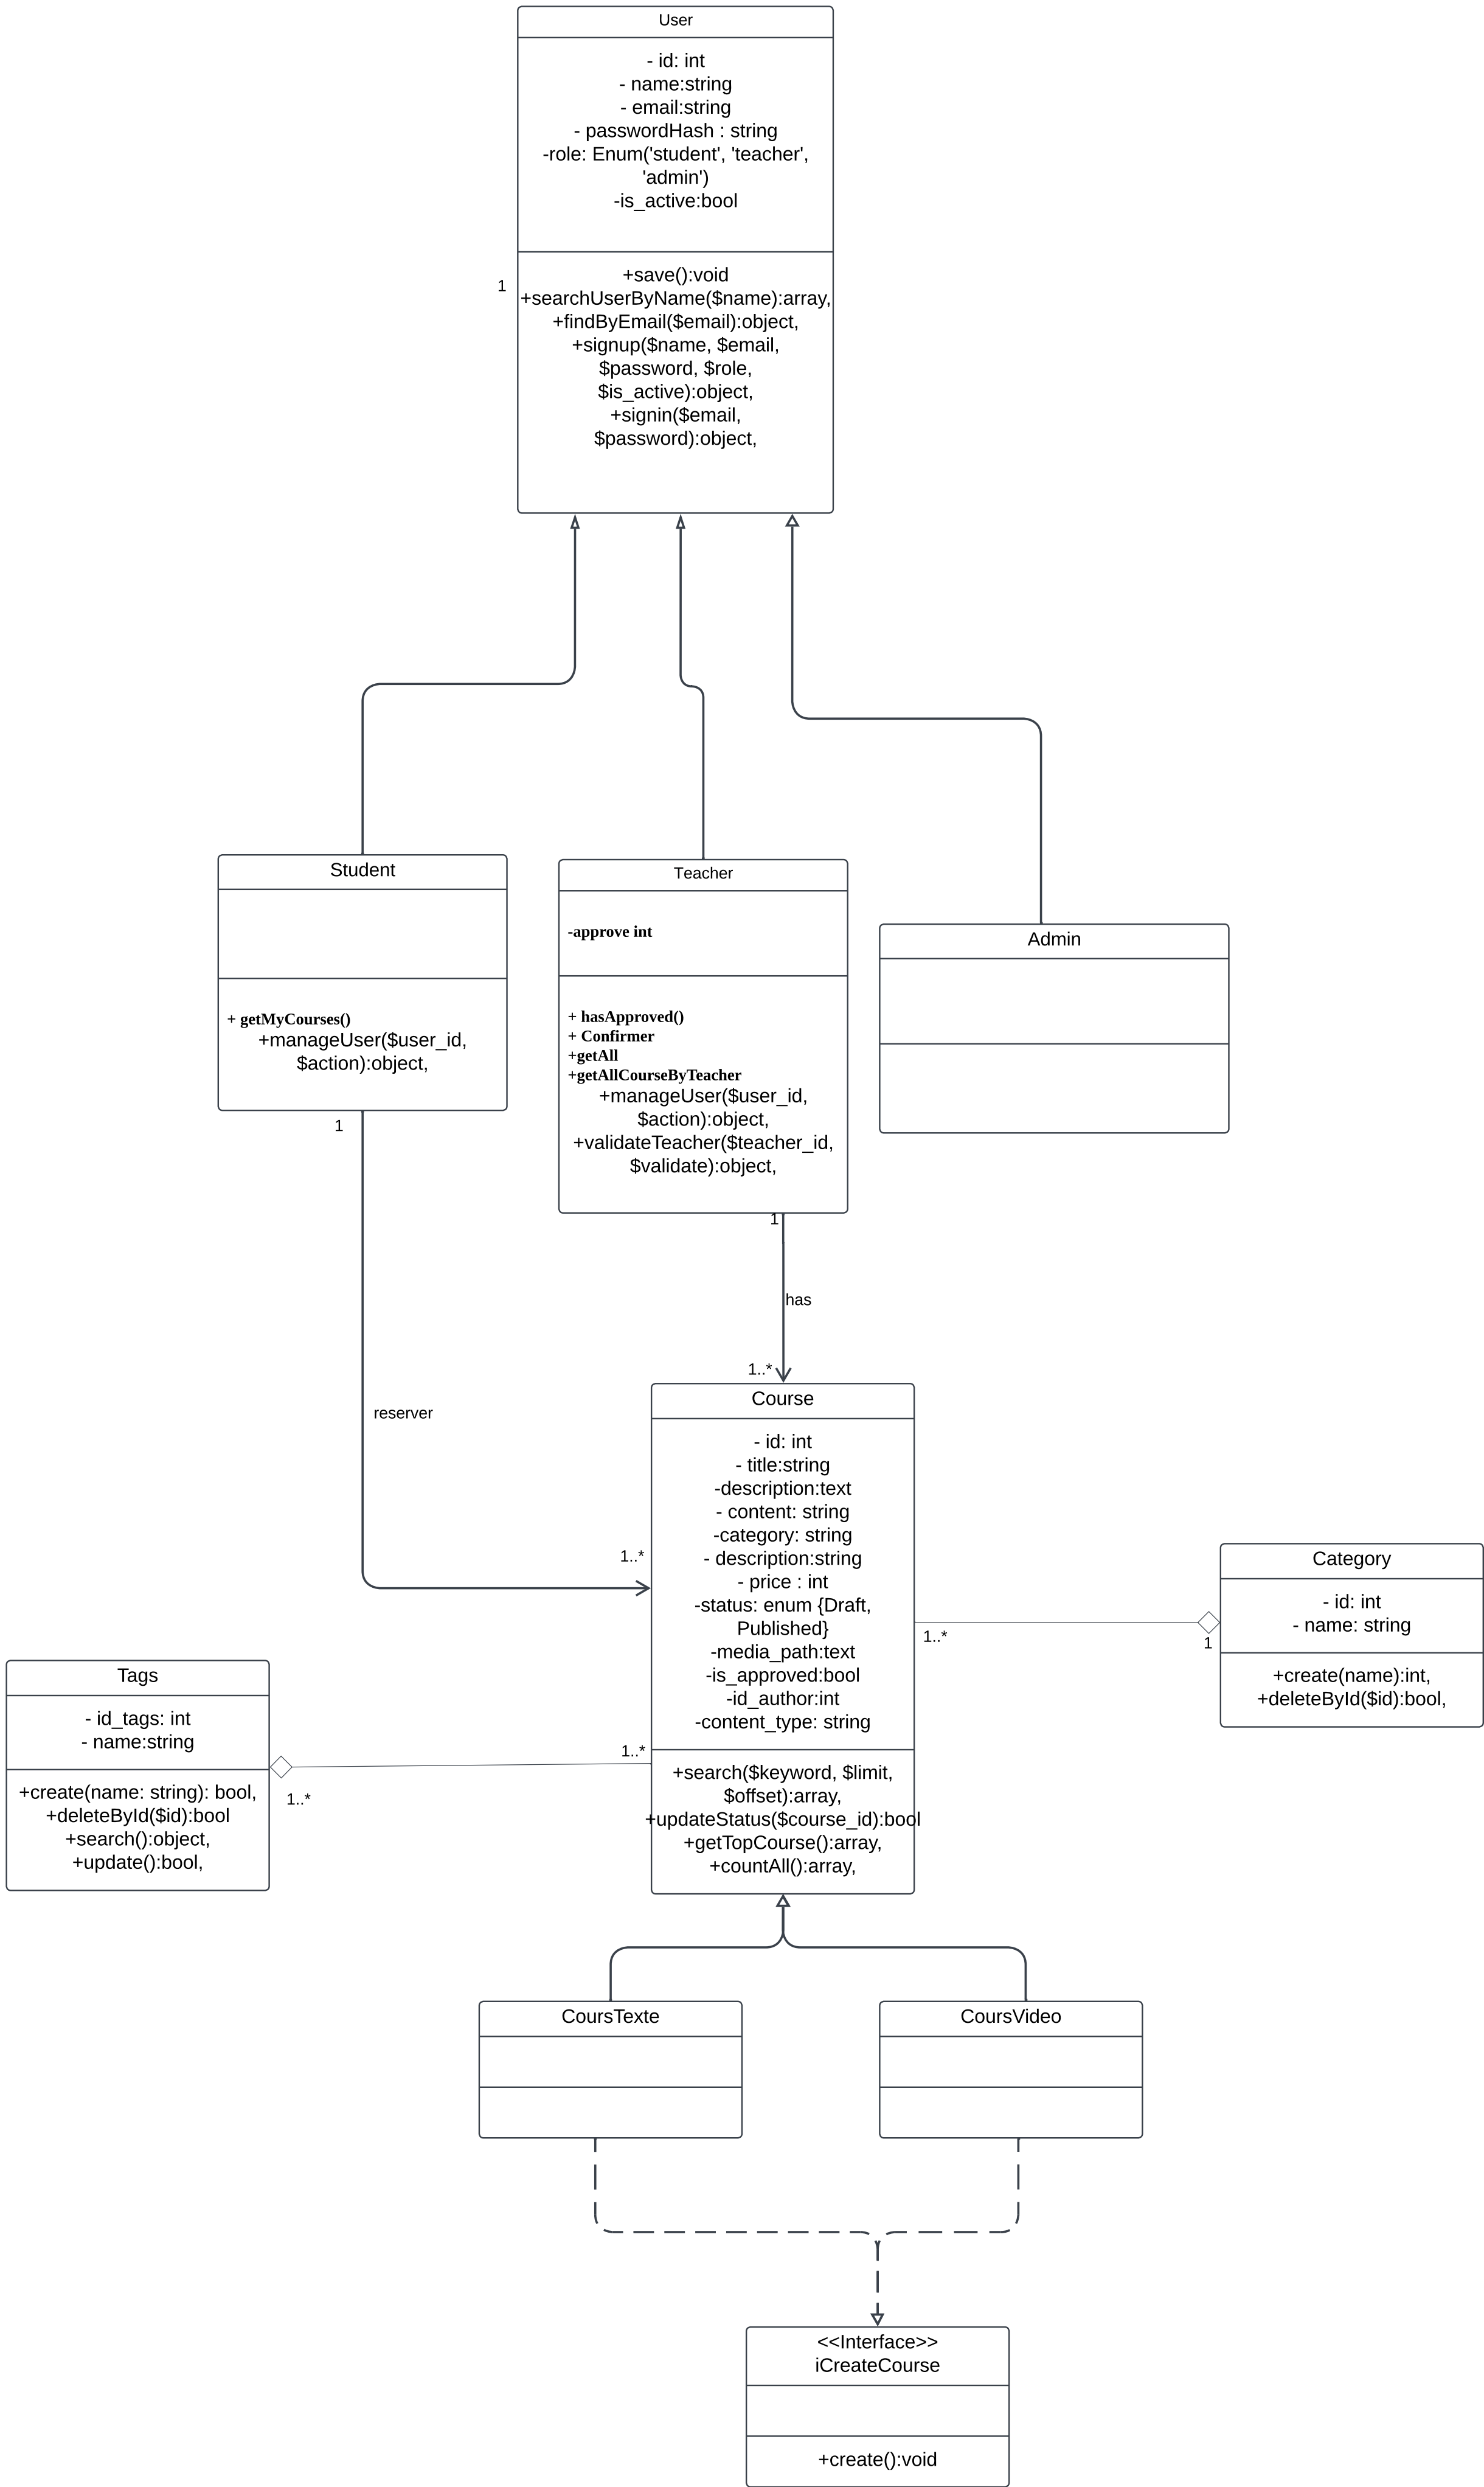 User
- id: int
- name:string
- email:string
- passwordHash : string
-role: Enum('student', 'teacher',
'admin')
-is_active:bool
1
+save():void
+searchUserByName($name):array,
+findByEmail($email):object,
+signup($name, $email,
$password, $role,
$is_active):object,
+signin($email,
$password):object,
Student
+ getMyCourses()
+manageUser($user_id,
$action):object,
1
Teacher
-approve int
+ hasApproved()
+ Confirmer
+getAll
+getAllCourseByTeacher
+manageUser($user_id,
$action):object,
+validateTeacher($teacher_id,
$validate):object,
1
Admin
has
1..*
reserver
1..*
Course
- id: int
- title:string
-description:text
- content: string
-category: string
- description:string
- price : int
-status: enum {Draft,
Published}
-media_path:text
-is_approved:bool
-id_author:int
-content_type: string
+search($keyword, $limit,
$offset):array,
+updateStatus($course_id):bool
+getTopCourse():array,
+countAll():array,
1..*
1
Category
- id: int
- name: string
+create(name):int,
+deleteById($id):bool,
Tags
- id_tags: int
- name:string
+create(name: string): bool,
+deleteById($id):bool
+search():object,
+update():bool,
1..*
1..*
CoursTexte
CoursVideo
<<Interface>>
iCreateCourse
+create():void